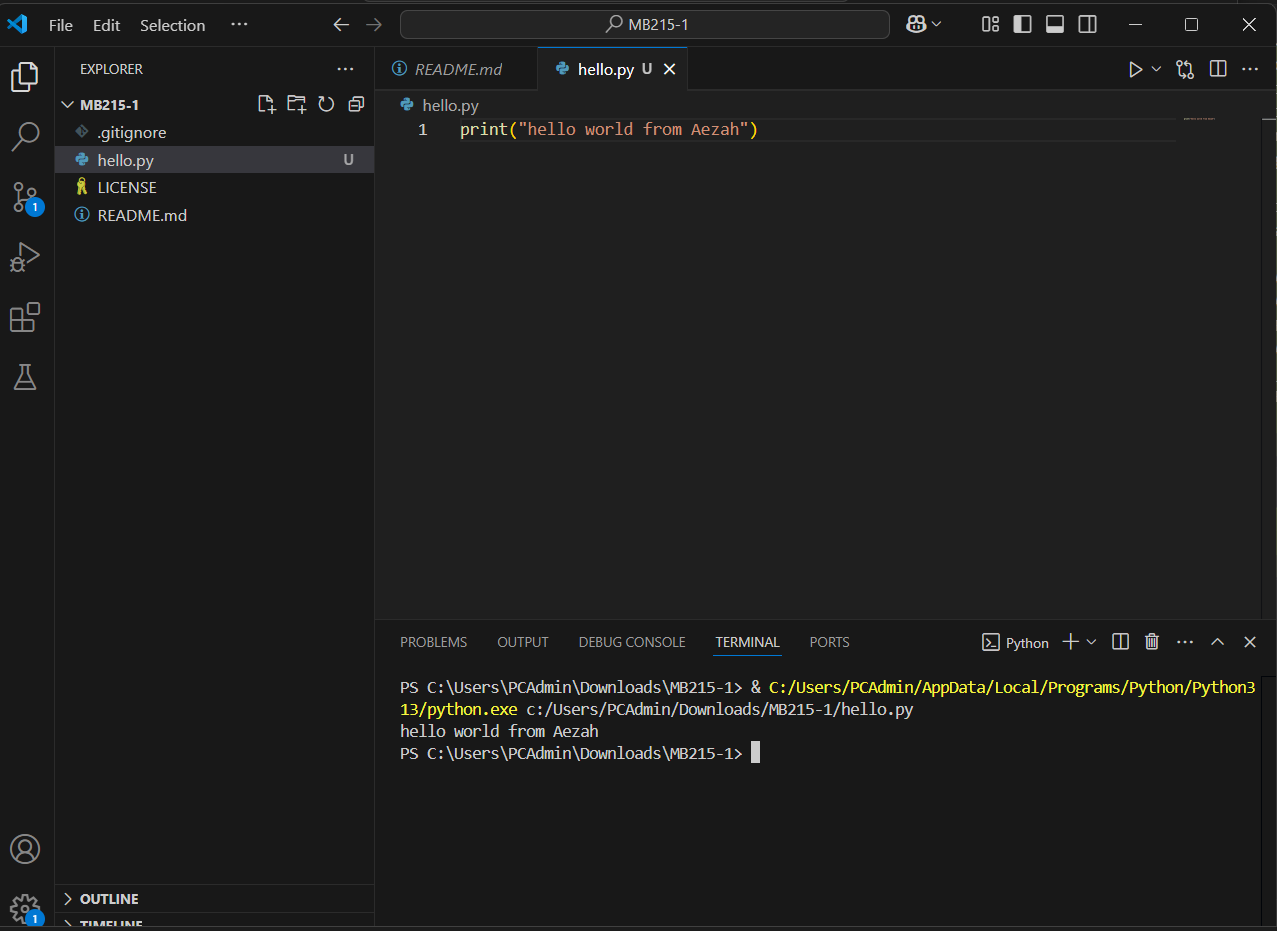 File Edit Selection ··· MB215-1
EXPLORER ···
MB215-1
.gitignore
hello.py U
LICENSE
README.md
OUTLINE
TIMELINE
1
1
README.md hello.py U
hello.py
1 print("hello world from Aezah")
PROBLEMS OUTPUT DEBUG CONSOLE TERMINAL PORTS Python
PS C:\Users\PCAdmin\Downloads\MB215-1> & C:/Users/PCAdmin/AppData/Local/Programs/Python/Python3
13/python.exe c:/Users/PCAdmin/Downloads/MB215-1/hello.py
hello world from Aezah
PS C:\Users\PCAdmin\Downloads\MB215-1>